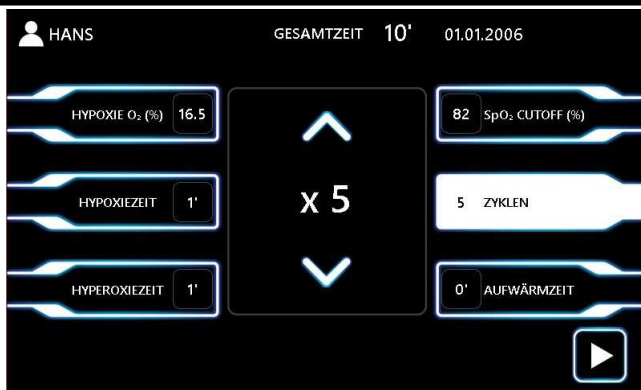 HANS
GESAMTZEIT 10' 01.01.2006
HYPOXIE O₂ (%) 16.5
HYPOXIEZEIT 1'
HYPEROXIEZEIT 1'
x 5
82 SpO₂ CUTOFF (%)
5 ZYKLEN
0' AUFWÄRMZEIT